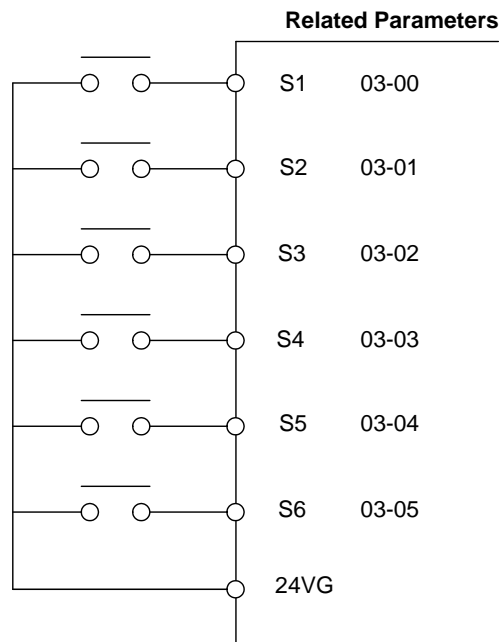 Related Parameters
S1 03-00
S2 03-01
S3 03-02
S4 03-03
S5 03-04
S6 03-05
24VG